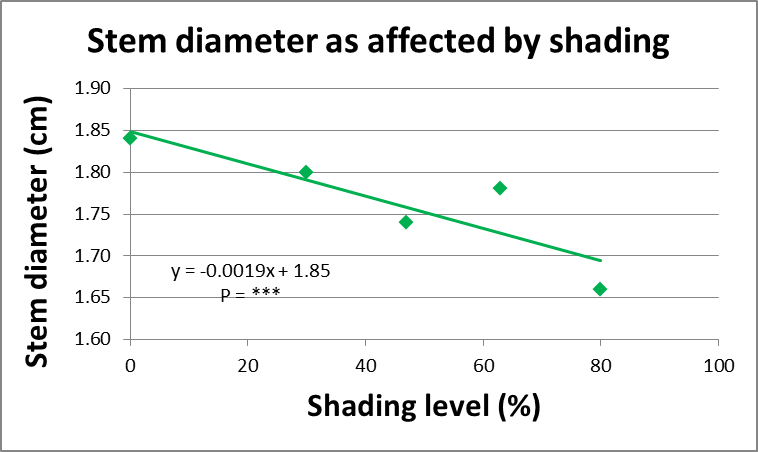 Stem diameter as affected by shading
Stem diameter (cm)
1.90
1.85
1.80
1.75
1.70
1.65
1.60
y = -0.0019x + 1.85
P = ***
0 20 40 60 80 100
Shading level (%)